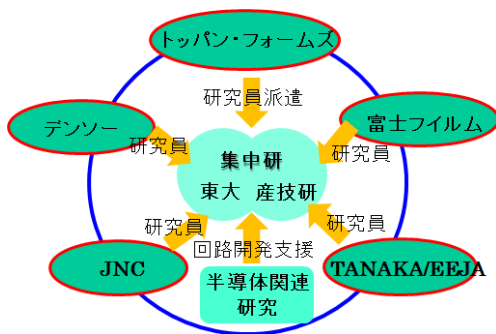 トッパン・フォームズ
研究員派遣
デンソー
富士フイルム
研究員
研究員
集中研
東大 産技研
研究員
研究員
回路開発支援
JNC
TANAKA/EEJA
半導体関連
研究